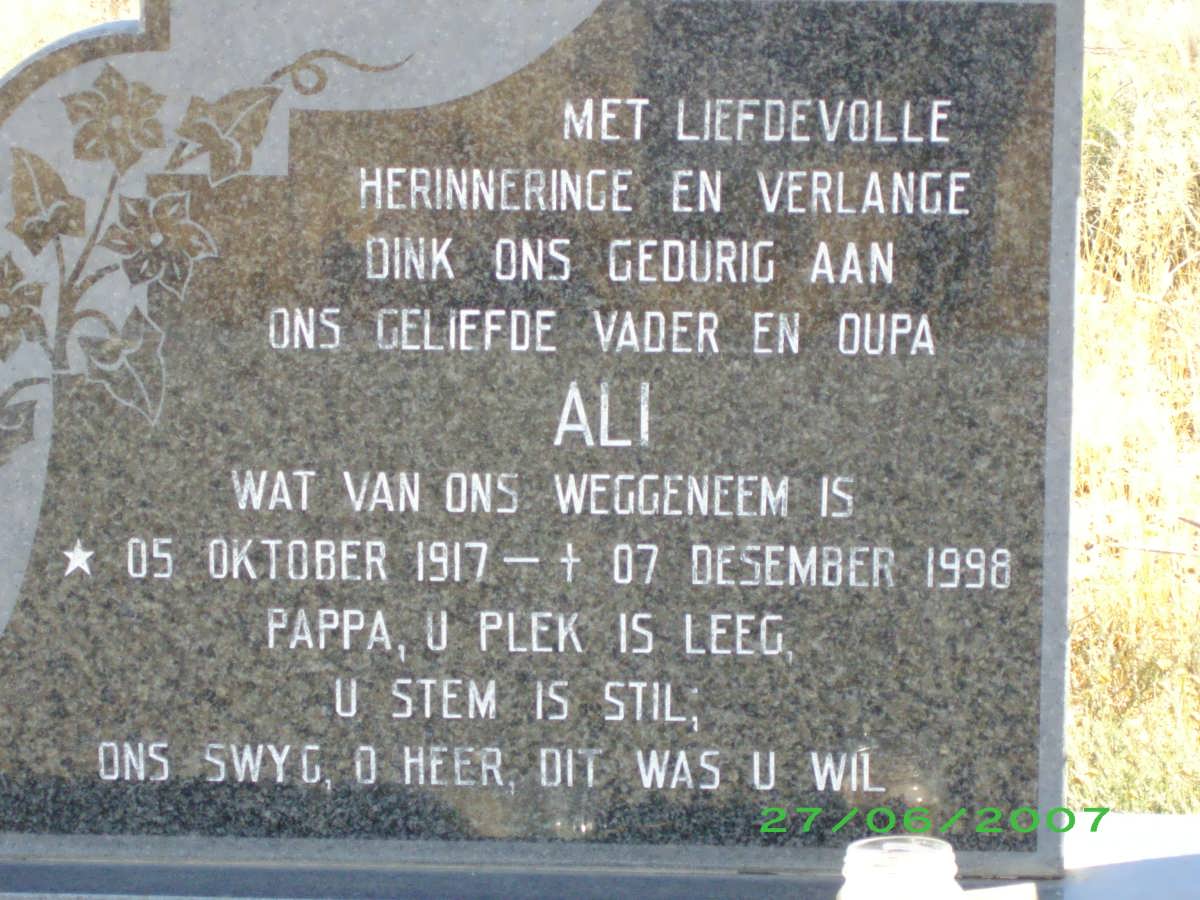 MET LIEFDEVOLLE
HERINNERINGE EN VERLANGE
DINK ONS GEDURIG AAN
ONS GELIEFDE VADER EN OUPA
ALI
WAT VAN ONS WEGGENEEM IS
★ 05 OKTOBER 1917 — † 07 DESEMBER 1998
PAPPA, U PLEK IS LEEG,
U STEM IS STIL;
ONS SWYG, O HEER, DIT WAS U WIL
27/06/2007